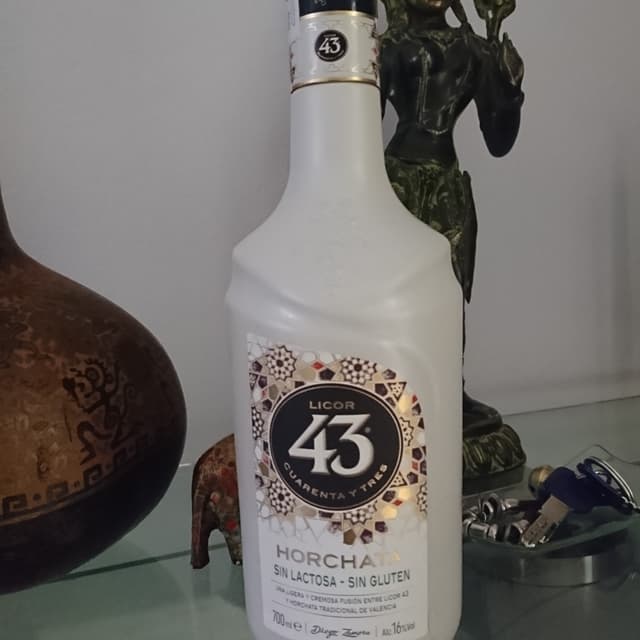 43
LICOR
43
CUARENTA Y TRES
HORCHATA
SIN LACTOSA - SIN GLUTEN
UNA LIGERA Y CREMOSA FUSIÓN ENTRE LICOR 43
Y HORCHATA TRADICIONAL DE VALENCIA
700ml e Diego Zamora Alc.16%Vol